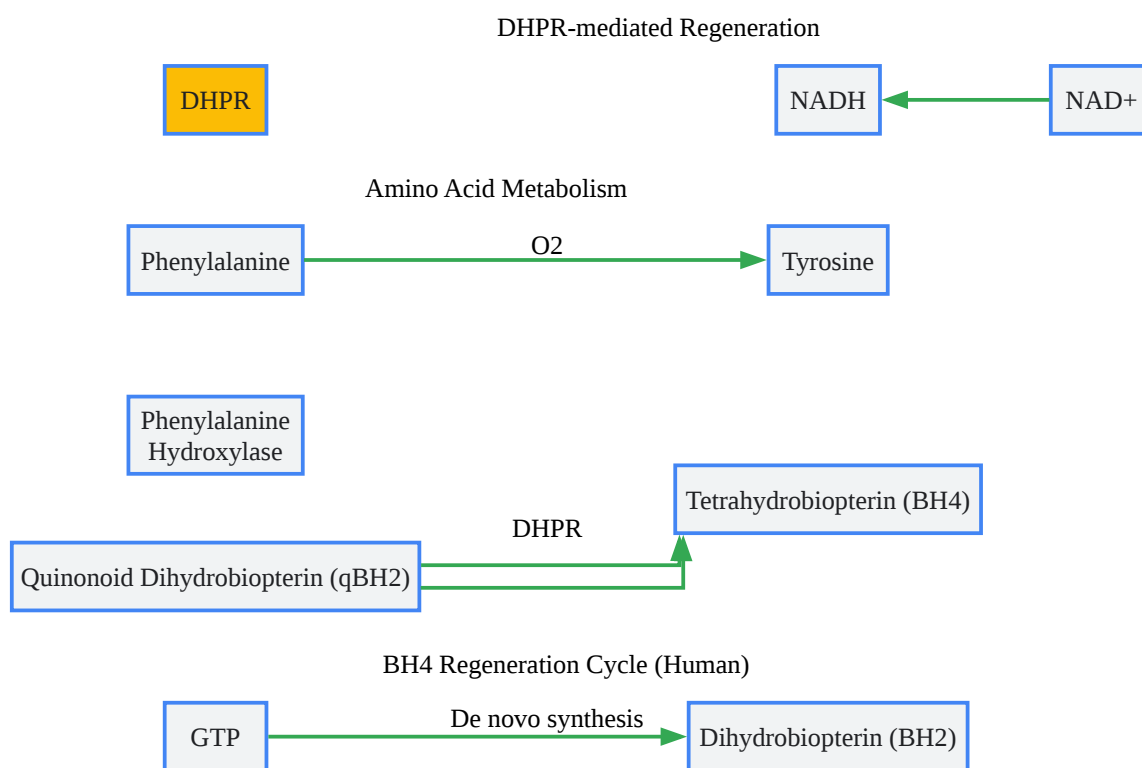 DHPR-mediated Regeneration
DHPR
NADH
NAD+
Amino Acid Metabolism
Phenylalanine
O2
Tyrosine
Phenylalanine
Hydroxylase
Tetrahydrobiopterin (BH4)
DHPR
Quinonoid Dihydrobiopterin (qBH2)
BH4 Regeneration Cycle (Human)
GTP
De novo synthesis
Dihydrobiopterin (BH2)